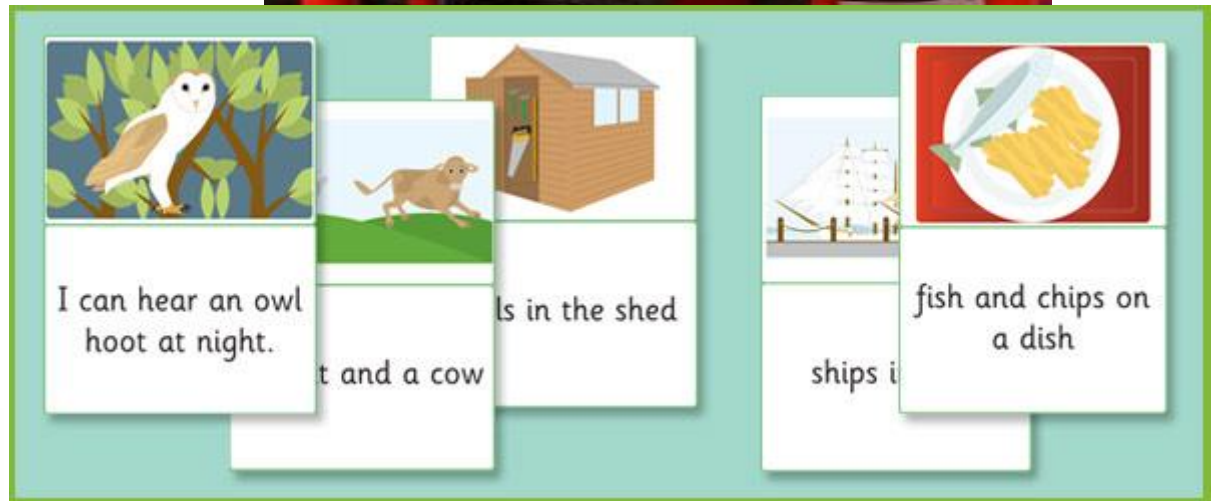 I can hear an owl
hoot at night.
t and a cow
ls in the shed
ships i
fish and chips on
a dish